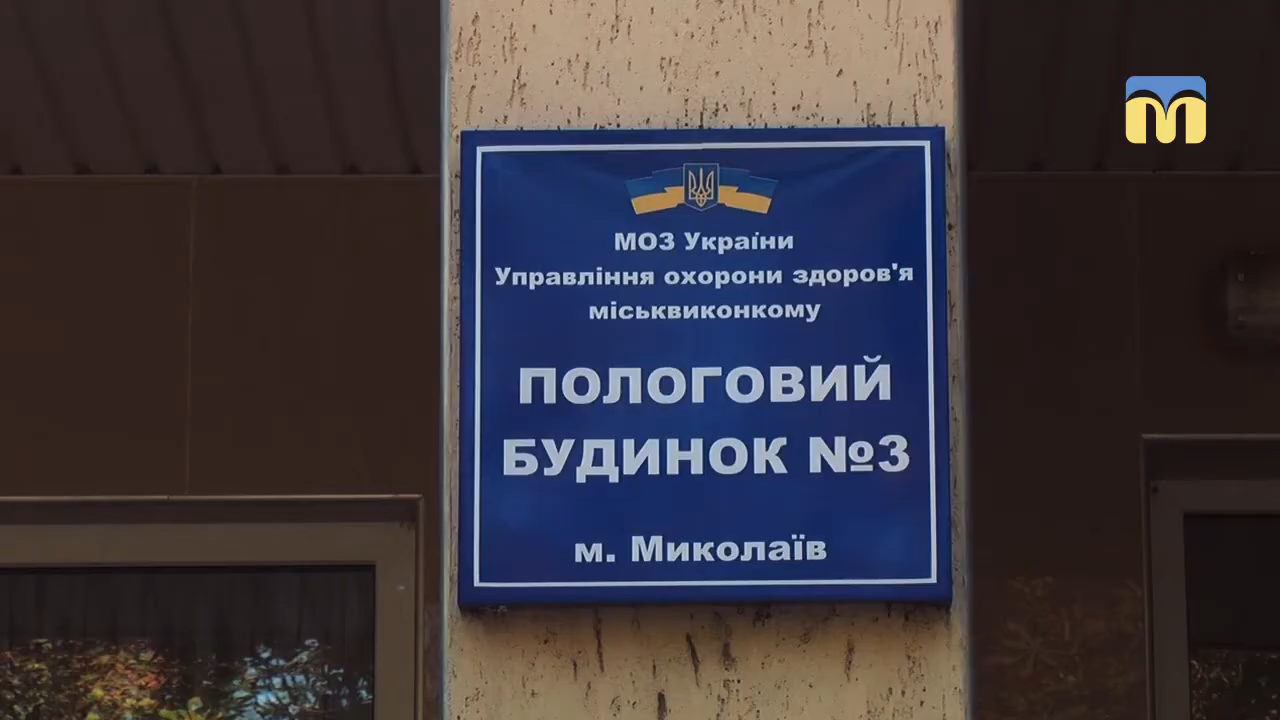 МОЗ України
Управління охорони здоров'я
міськвиконкому
ПОЛОГОВИЙ
БУДИНОК №3
м. Миколаїв